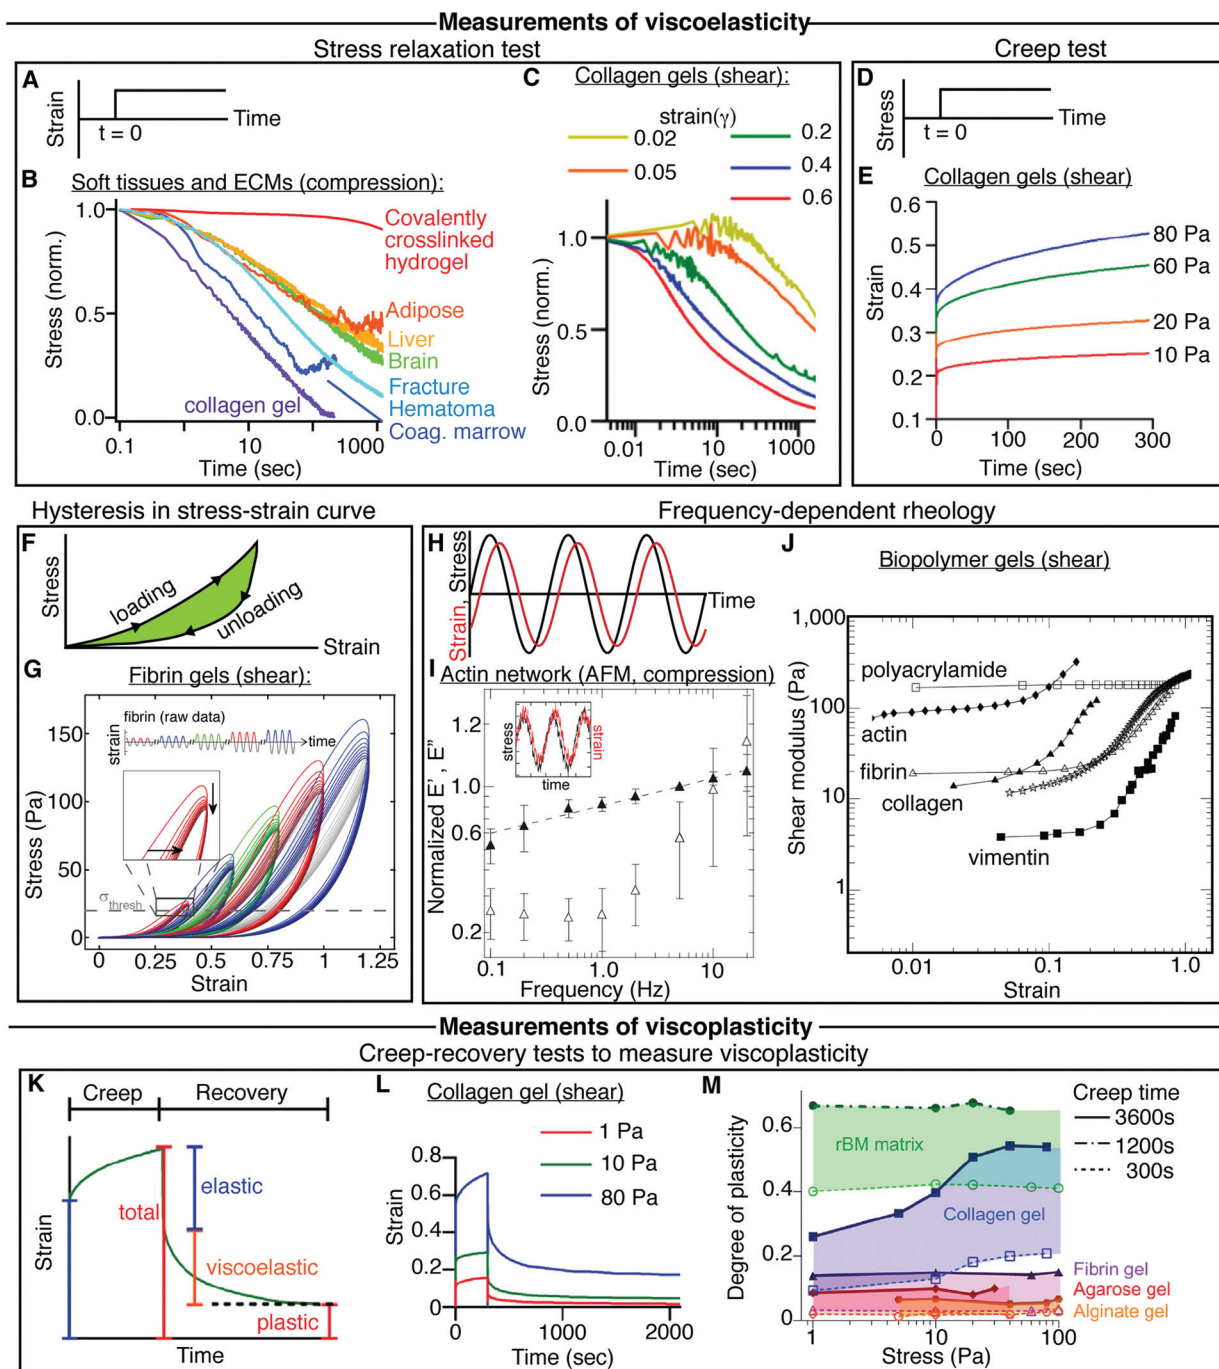 Measurements of viscoelasticity
Stress relaxation test
Creep test
A
Strain
t = 0
Time
B
Soft tissues and ECMs (compression):
Stress (norm.)
1.0
0.5
0.0
0.1
10
1000
Time (sec)
Covalently
crosslinked
hydrogel
Adipose
Liver
Brain
Fracture
Hematoma
Coag. marrow
collagen gel
C
Collagen gels (shear):
strain(γ)
0.02
0.05
0.2
0.4
0.6
Stress (norm.)
1.0
0.5
0.0
0.01
10
1000
Time (sec)
D
Stress
t = 0
Time
E
Collagen gels (shear)
Strain
0.6
0.5
0.4
0.3
0.2
0.1
80 Pa
60 Pa
20 Pa
10 Pa
0
100
200
300
Time (sec)
Hysteresis in stress-strain curve
Frequency-dependent rheology
F
Stress
loading
unloading
Strain
G
Fibrin gels (shear):
fibrin (raw data)
strain
time
Stress (Pa)
150
100
50
0
σthresh
0
0.25
0.5
0.75
1
1.25
Strain
H
Strain, Stress
Time
I
Actin network (AFM, compression)
stress
strain
time
Normalized E', E"
1.2
1.0
0.6
0.2
0.1
1.0
10
Frequency (Hz)
J
Biopolymer gels (shear)
Shear modulus (Pa)
1,000
100
10
1
polyacrylamide
actin
fibrin
collagen
vimentin
0.01
0.1
1.0
Strain
Measurements of viscoplasticity
Creep-recovery tests to measure viscoplasticity
K
Creep
Recovery
Strain
elastic
total
viscoelastic
plastic
Time
L
Collagen gel (shear)
1 Pa
10 Pa
80 Pa
Strain
0.8
0.6
0.4
0.2
0
0
1000
2000
Time (sec)
M
Degree of plasticity
0.6
0.4
0.2
0
rBM matrix
Collagen gel
Creep time
3600s
1200s
300s
Fibrin gel
Agarose gel
Alginate gel
1
10
100
Stress (Pa)